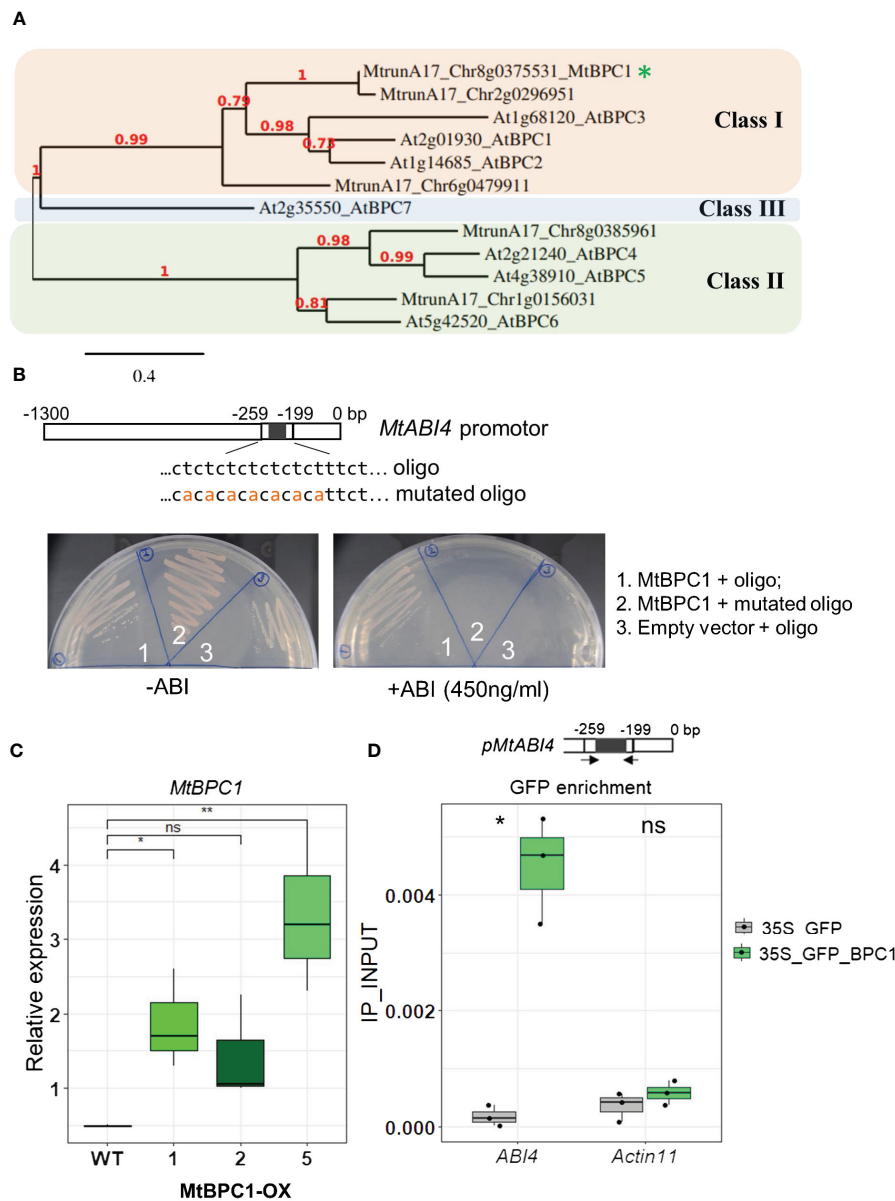 A
1
MtrunA17_Chr8g0375531_MtBPC1 *
0.79
MtrunA17_Chr2g0296951
0.98
At1g68120_AtBPC3
Class I
0.99
0.73
At2g01930_AtBPC1
At1g14685_AtBPC2
1
MtrunA17_Chr6g0479911
At2g35550_AtBPC7
Class III
MtrunA17_Chr8g0385961
0.98
At2g21240_AtBPC4
0.99
At4g38910_AtBPC5
1
Class II
MtrunA17_Chr1g0156031
0.81
At5g42520_AtBPC6
0.4
B
-1300 -259 -199 0 bp
MtABI4 promotor
...ctctctctctctctttct... oligo
...cacacacacacacattct... mutated oligo
1 2 3
-ABI
1 2 3
+ABI (450ng/ml)
1. MtBPC1 + oligo;
2. MtBPC1 + mutated oligo
3. Empty vector + oligo
C
MtBPC1
**
ns
*
Relative expression
4
3
2
1
WT 1 2 5
MtBPC1-OX
D
-259 -199 0 bp
pMtABI4
GFP enrichment
* ns
IP_INPUT
0.004
0.002
0.000
ABI4 Actin11
35S_GFP
35S_GFP_BPC1